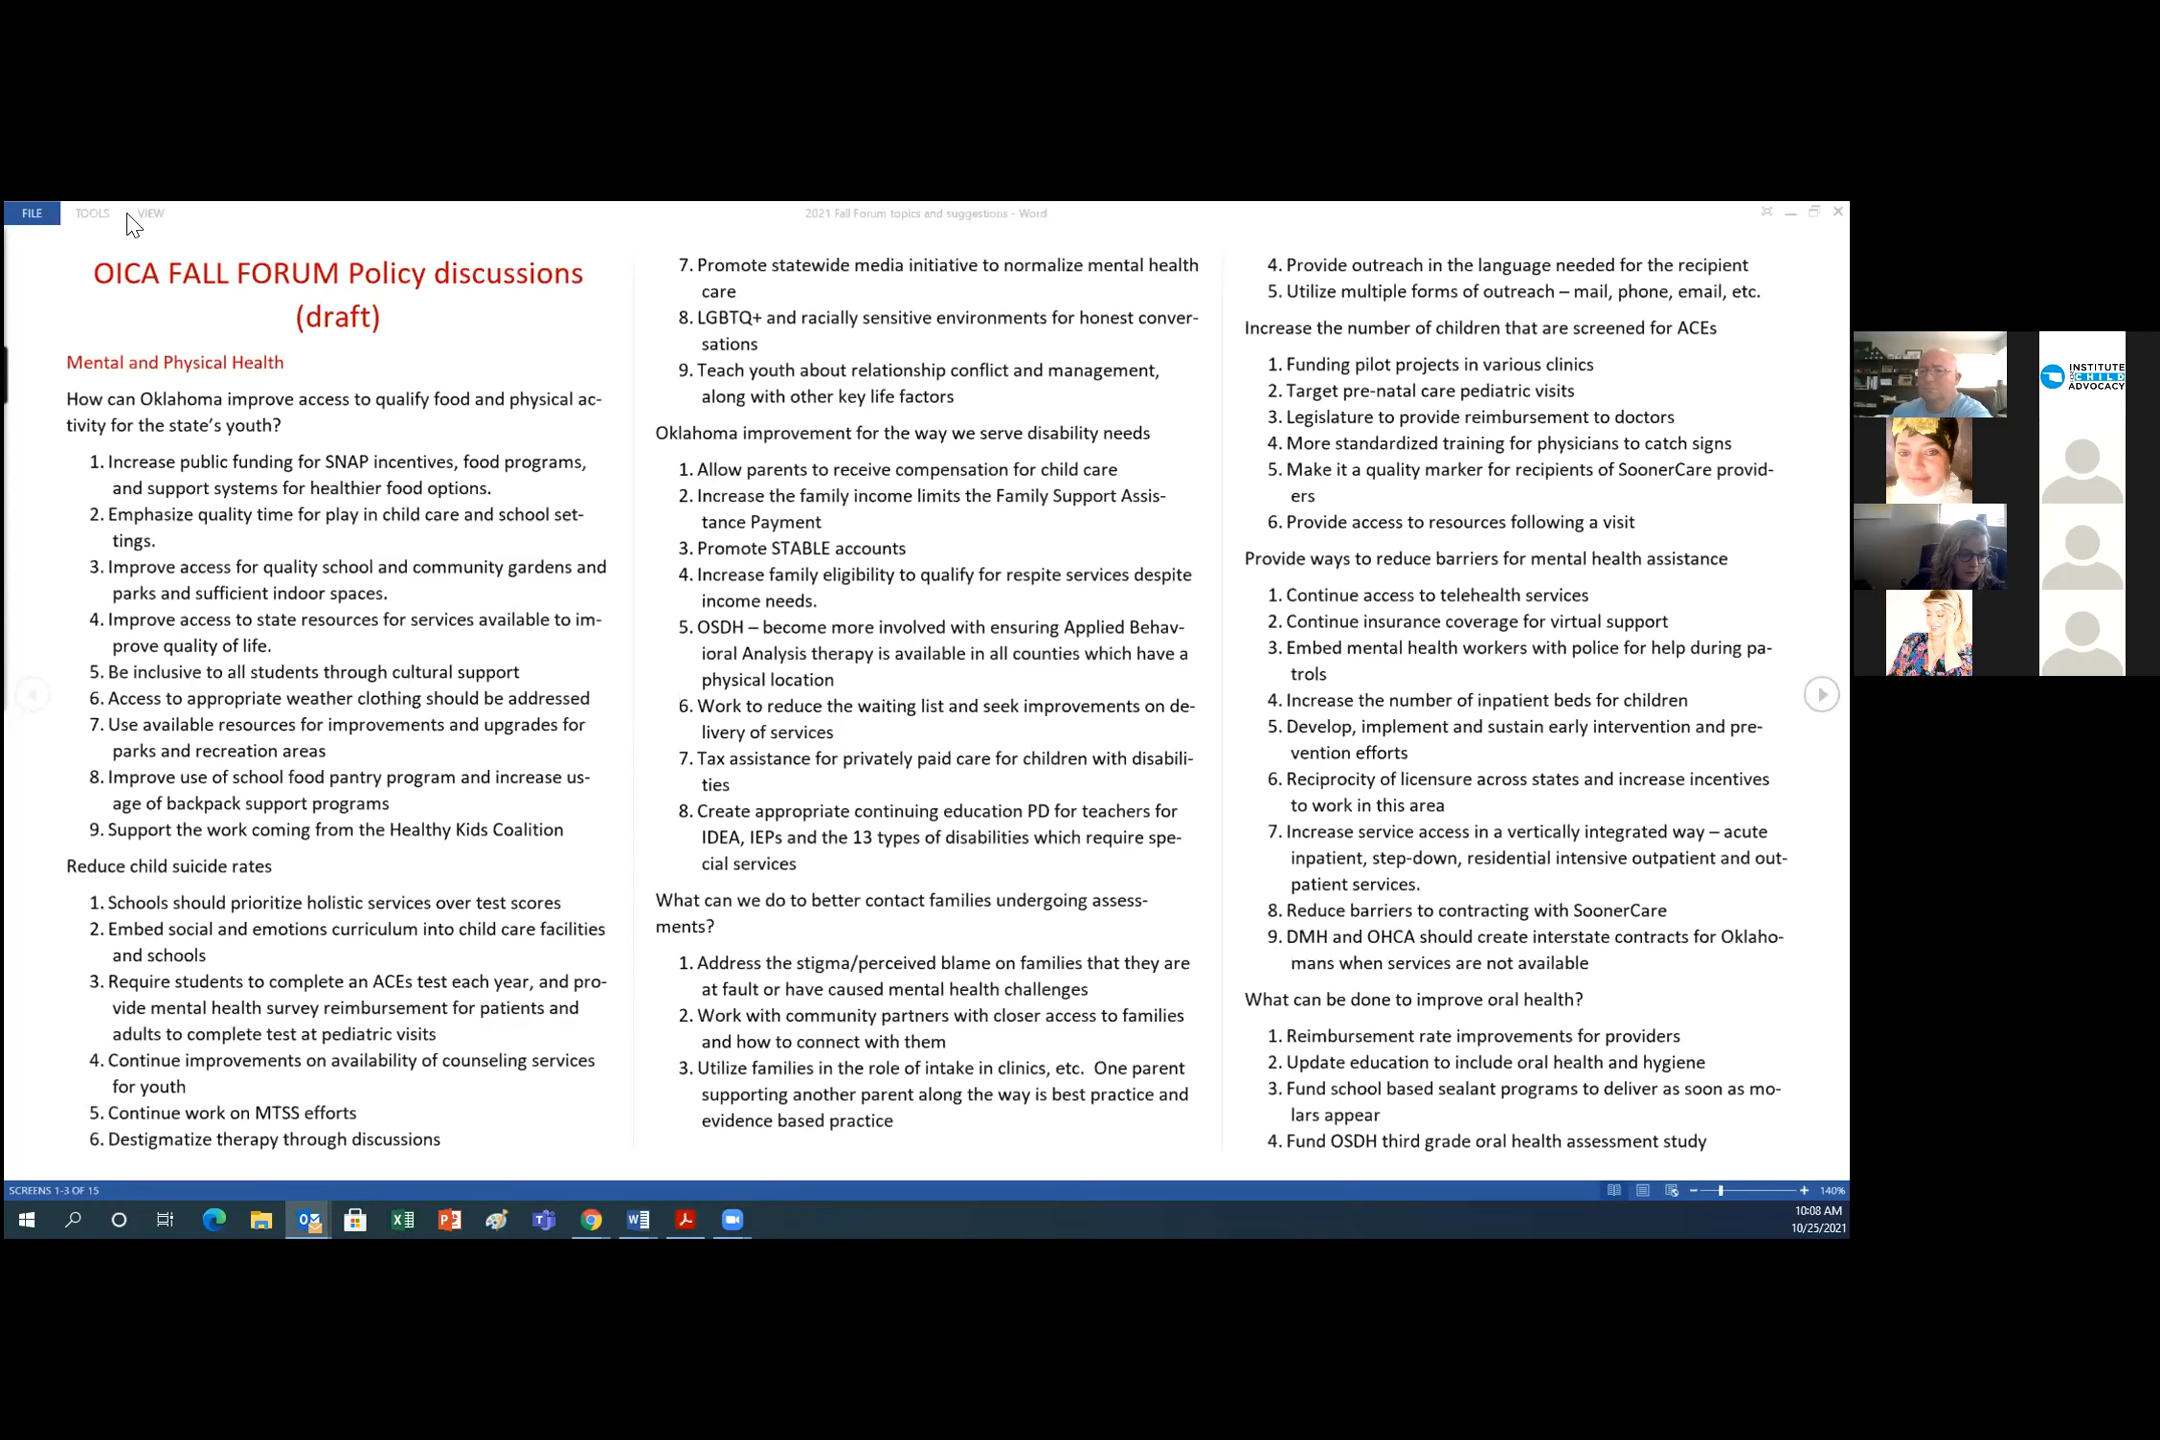 FILE TOOLS VIEW 2021 Fall Forum topics and suggestions - Word
OICA FALL FORUM Policy discussions
(draft)
Mental and Physical Health
How can Oklahoma improve access to qualify food and physical ac-
tivity for the state's youth?
1. Increase public funding for SNAP incentives, food programs,
and support systems for healthier food options.
2. Emphasize quality time for play in child care and school set-
tings.
3. Improve access for quality school and community gardens and
parks and sufficient indoor spaces.
4. Improve access to state resources for services available to im-
prove quality of life.
5. Be inclusive to all students through cultural support
6. Access to appropriate weather clothing should be addressed
7. Use available resources for improvements and upgrades for
parks and recreation areas
8. Improve use of school food pantry program and increase us-
age of backpack support programs
9. Support the work coming from the Healthy Kids Coalition
Reduce child suicide rates
1. Schools should prioritize holistic services over test scores
2. Embed social and emotions curriculum into child care facilities
and schools
3. Require students to complete an ACEs test each year, and pro-
vide mental health survey reimbursement for patients and
adults to complete test at pediatric visits
4. Continue improvements on availability of counseling services
for youth
5. Continue work on MTSS efforts
6. Destigmatize therapy through discussions
7. Promote statewide media initiative to normalize mental health
care
8. LGBTQ+ and racially sensitive environments for honest conver-
sations
9. Teach youth about relationship conflict and management,
along with other key life factors
Oklahoma improvement for the way we serve disability needs
1. Allow parents to receive compensation for child care
2. Increase the family income limits the Family Support Assis-
tance Payment
3. Promote STABLE accounts
4. Increase family eligibility to qualify for respite services despite
income needs.
5. OSDH – become more involved with ensuring Applied Behav-
ioral Analysis therapy is available in all counties which have a
physical location
6. Work to reduce the waiting list and seek improvements on de-
livery of services
7. Tax assistance for privately paid care for children with disabili-
ties
8. Create appropriate continuing education PD for teachers for
IDEA, IEPs and the 13 types of disabilities which require spe-
cial services
What can we do to better contact families undergoing assess-
ments?
1. Address the stigma/perceived blame on families that they are
at fault or have caused mental health challenges
2. Work with community partners with closer access to families
and how to connect with them
3. Utilize families in the role of intake in clinics, etc.  One parent
supporting another parent along the way is best practice and
evidence based practice
4. Provide outreach in the language needed for the recipient
5. Utilize multiple forms of outreach – mail, phone, email, etc.
Increase the number of children that are screened for ACEs
1. Funding pilot projects in various clinics
2. Target pre-natal care pediatric visits
3. Legislature to provide reimbursement to doctors
4. More standardized training for physicians to catch signs
5. Make it a quality marker for recipients of SoonerCare provid-
ers
6. Provide access to resources following a visit
Provide ways to reduce barriers for mental health assistance
1. Continue access to telehealth services
2. Continue insurance coverage for virtual support
3. Embed mental health workers with police for help during pa-
trols
4. Increase the number of inpatient beds for children
5. Develop, implement and sustain early intervention and pre-
vention efforts
6. Reciprocity of licensure across states and increase incentives
to work in this area
7. Increase service access in a vertically integrated way – acute
inpatient, step-down, residential intensive outpatient and out-
patient services.
8. Reduce barriers to contracting with SoonerCare
9. DMH and OHCA should create interstate contracts for Oklaho-
mans when services are not available
What can be done to improve oral health?
1. Reimbursement rate improvements for providers
2. Update education to include oral health and hygiene
3. Fund school based sealant programs to deliver as soon as mo-
lars appear
4. Fund OSDH third grade oral health assessment study
INSTITUTE
FOR CHILD
ADVOCACY
SCREENS 1-3 OF 15
140%
10:08 AM
10/25/2021